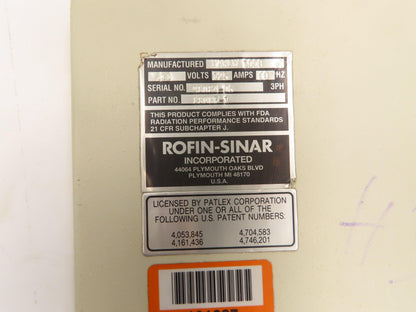 MANUFACTURED
VOLTS AMPS HZ
SERIAL NO. 3PH
PART NO.
THIS PRODUCT COMPLIES WITH FDA
RADIATION PERFORMANCE STANDARDS
21 CFR SUBCHAPTER J.
ROFIN-SINAR
INCORPORATED
44064 PLYMOUTH OAKS BLVD
PLYMOUTH MI 48170
U.S.A.
LICENSED BY PATLEX CORPORATION
UNDER ONE OR ALL OF THE
FOLLOWING U.S. PATENT NUMBERS:
4,053,845 4,704,583
4,161,436 4,746,201